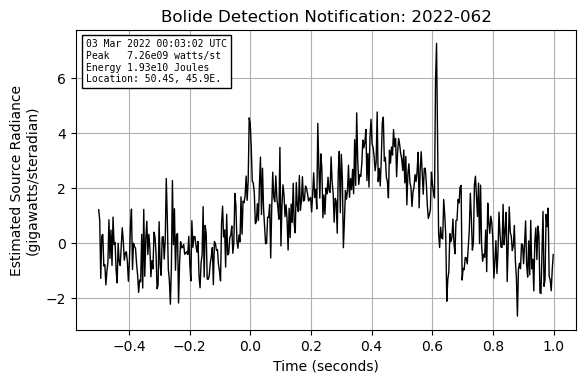 Bolide Detection Notification: 2022-062
03 Mar 2022 00:03:02 UTC
Peak   7.26e09 watts/st
Energy 1.93e10 Joules
Location: 50.4S, 45.9E.
Estimated Source Radiance
(gigawatts/steradian)
6
4
2
0
−2
−0.4
−0.2
0.0
0.2
0.4
0.6
0.8
1.0
Time (seconds)